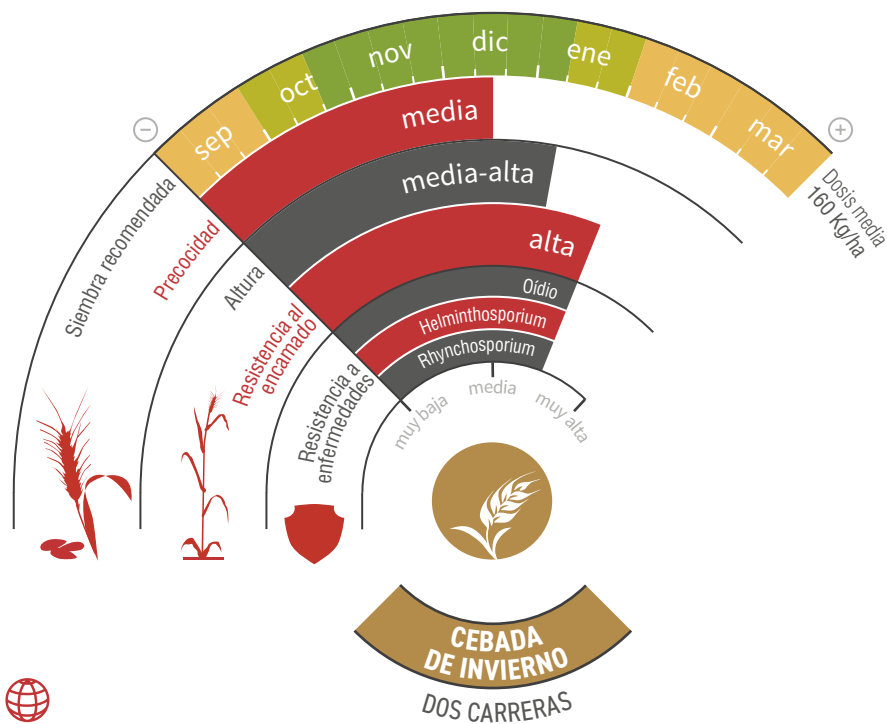 sep
oct
nov
dic
ene
feb
mar
−
+
Dosis media
160 Kg/ha
Siembra recomendada
Precocidad
media
Altura
media-alta
Resistencia al
encamado
alta
Resistencia a
enfermedades
Oídio
Helminthosporium
Rhynchosporium
muy baja
media
muy alta
CEBADA
DE INVIERNO
DOS CARRERAS